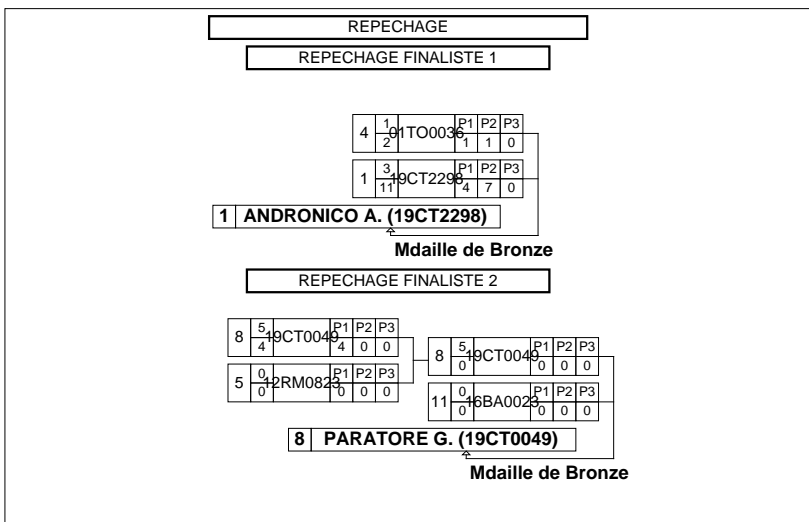 REPECHAGE
REPECHAGE FINALISTE 1
4 1 2 01TO0036 P1 P2 P3 1 1 0
1 3 11 19CT2298 P1 P2 P3 4 7 0
1 ANDRONICO A. (19CT2298)
Mdaille de Bronze
REPECHAGE FINALISTE 2
8 5 4 19CT0049 P1 P2 P3 4 0 0
8 5 0 19CT0049 P1 P2 P3 0 0 0
5 0 0 12RM0823 P1 P2 P3 0 0 0
11 0 0 16BA0023 P1 P2 P3 0 0 0
8 PARATORE G. (19CT0049)
Mdaille de Bronze